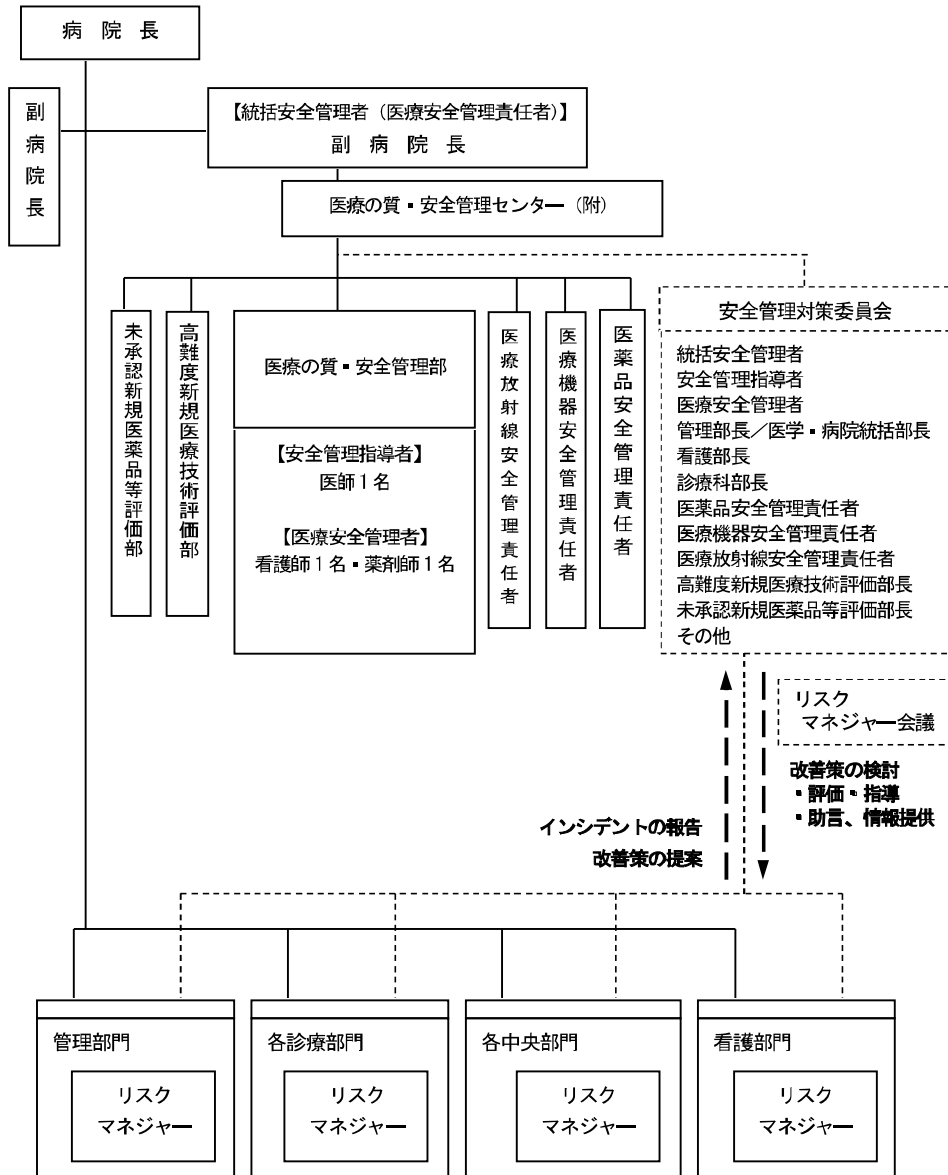 病院長
副病院長
【統括安全管理者（医療安全管理責任者）】
副病院長
医療の質・安全管理センター（附）
未承認新規医薬品等評価部
高難度新規医療技術評価部
医療の質・安全管理部
【安全管理指導者】
医師１名
【医療安全管理者】
看護師１名・薬剤師１名
医療放射線安全管理責任者
医療機器安全管理責任者
医薬品安全管理責任者
安全管理対策委員会
統括安全管理者
安全管理指導者
医療安全管理者
管理部長／医学・病院統括部長
看護部長
診療科部長
医薬品安全管理責任者
医療機器安全管理責任者
医療放射線安全管理責任者
高難度新規医療技術評価部長
未承認新規医薬品等評価部長
その他
リスク
マネジャー会議
改善策の検討
・評価・指導
・助言、情報提供
インシデントの報告
改善策の提案
管理部門
リスク
マネジャー
各診療部門
リスク
マネジャー
各中央部門
リスク
マネジャー
看護部門
リスク
マネジャー